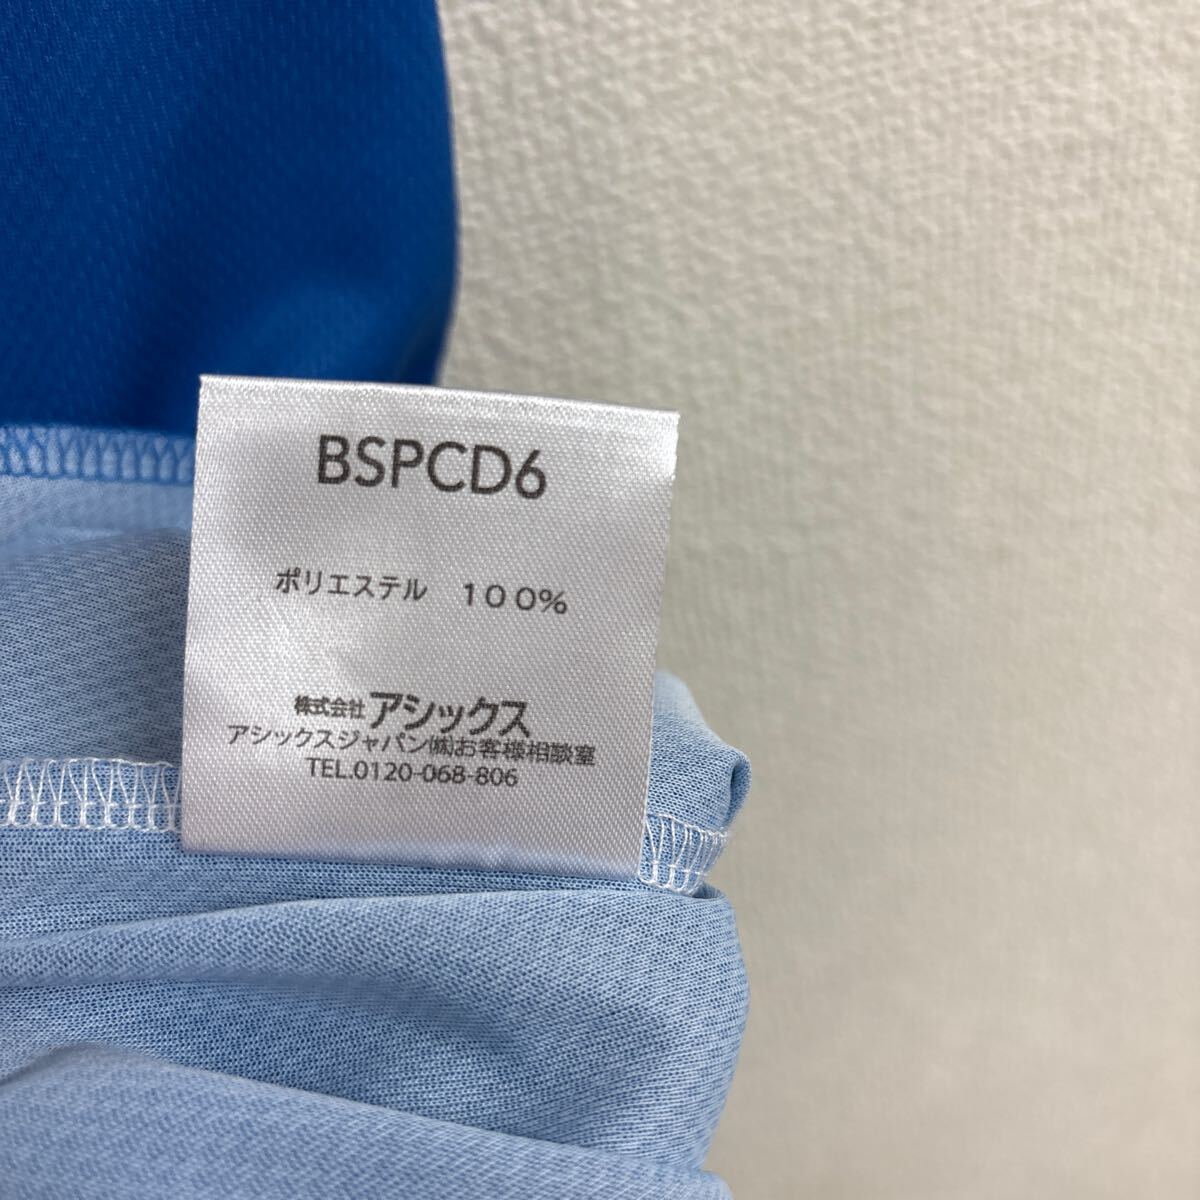 BSPCD6
ポリエステル　１００％
株式会社アシックス
アシックスジャパン㈱お客様相談室
TEL.0120-068-806